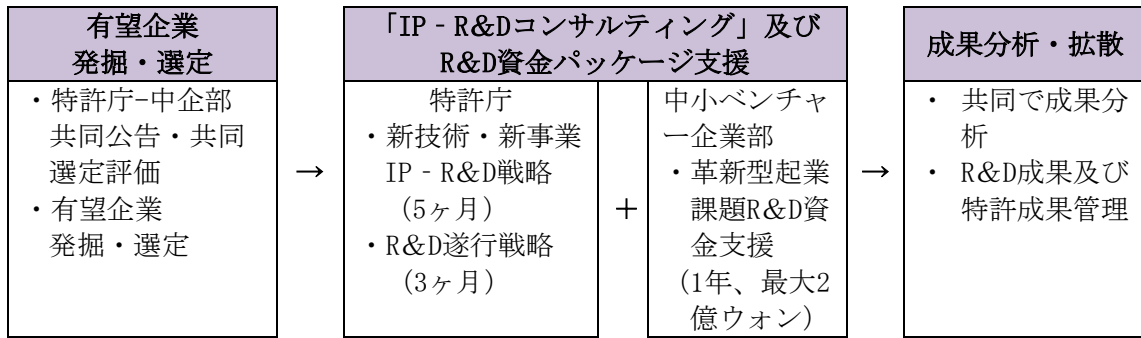 有望企業
発掘・選定
・特許庁-中企部
共同公告・共同
選定評価
・有望企業
発掘・選定
→
「IP‐R&Dコンサルティング」及び
R&D資金パッケージ支援
特許庁
・新技術・新事業
IP‐R&D戦略
（5ヶ月）
・R&D遂行戦略
（3ヶ月）
＋
中小ベンチャ
ー企業部
・革新型起業
課題R&D資
金支援
（1年、最大2
億ウォン）
→
成果分析・拡散
・ 共同で成果分
析
・ R&D成果及び
特許成果管理